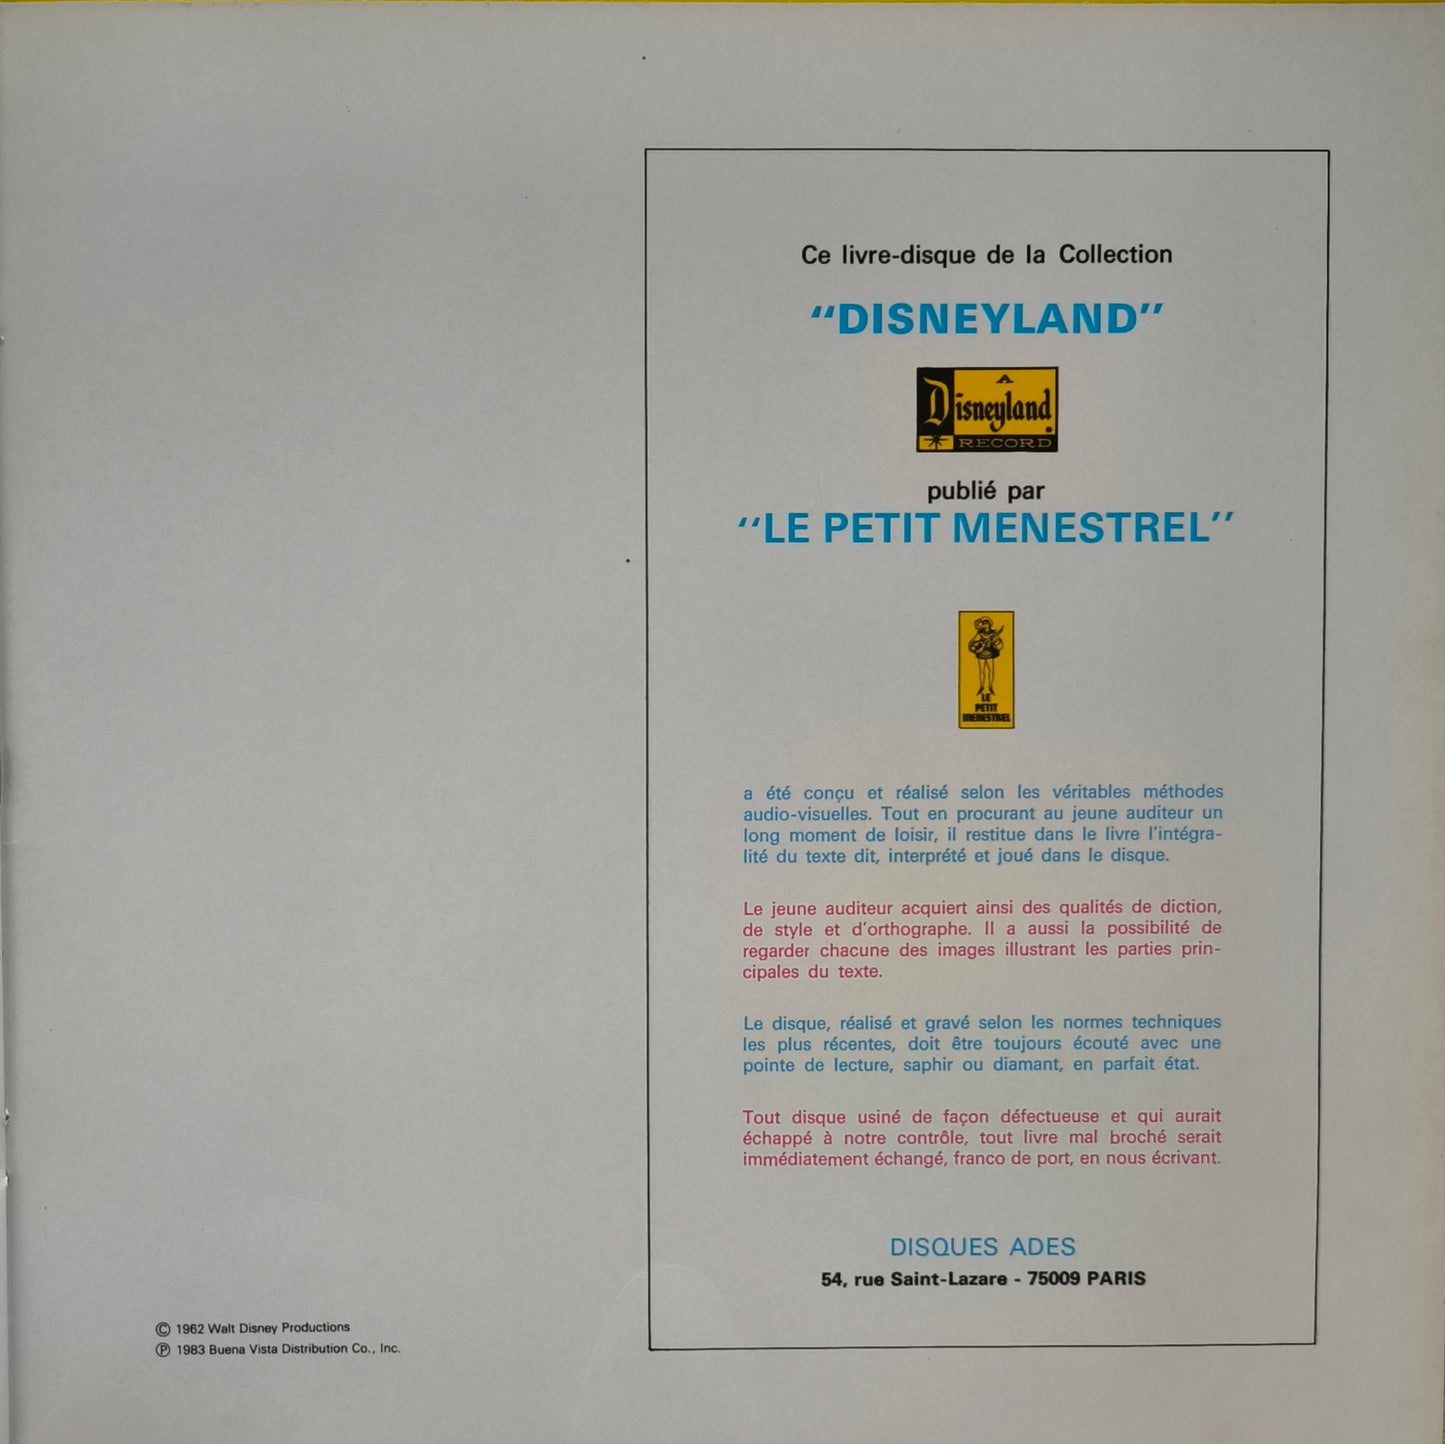 Ce livre-disque de la Collection
"DISNEYLAND"
A
Disneyland
RECORD
publié par
"LE PETIT MENESTREL"
LE
PETIT
MENESTREL
a été conçu et réalisé selon les véritables méthodes
audio-visuelles. Tout en procurant au jeune auditeur un
long moment de loisir, il restitue dans le livre l'intégra-
lité du texte dit, interprété et joué dans le disque.
Le jeune auditeur acquiert ainsi des qualités de diction,
de style et d'orthographe. Il a aussi la possibilité de
regarder chacune des images illustrant les parties prin-
cipales du texte.
Le disque, réalisé et gravé selon les normes techniques
les plus récentes, doit être toujours écouté avec une
pointe de lecture, saphir ou diamant, en parfait état.
Tout disque usiné de façon défectueuse et qui aurait
échappé à notre contrôle, tout livre mal broché serait
immédiatement échangé, franco de port, en nous écrivant.
DISQUES ADES
54, rue Saint-Lazare - 75009 PARIS
© 1962 Walt Disney Productions
℗ 1983 Buena Vista Distribution Co., Inc.